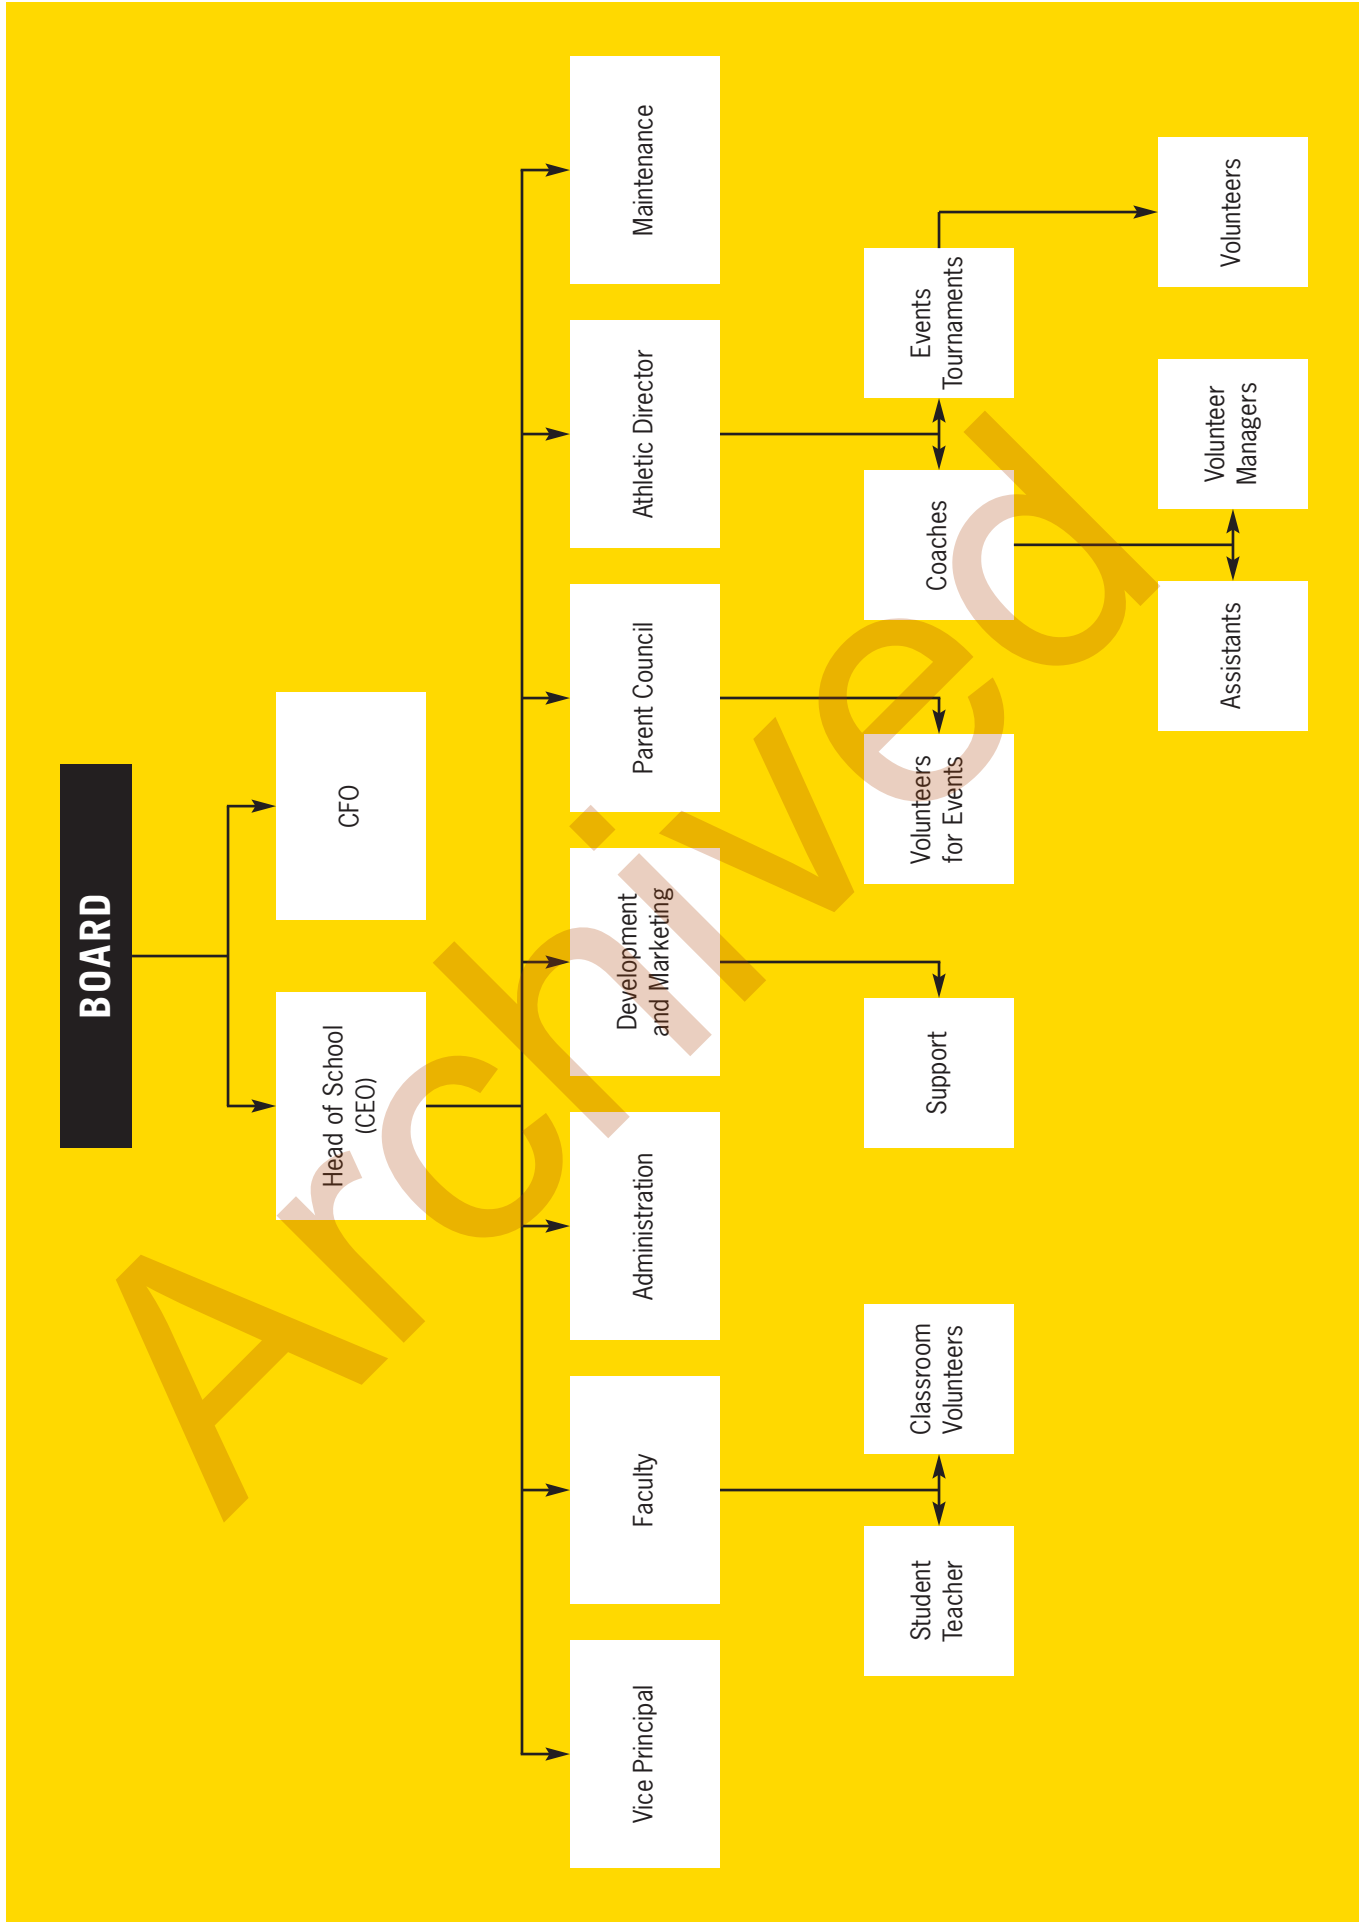 BOARD
Head of School
(CEO)
CFO
Vice Principal
Faculty
Administration
Development
and Marketing
Parent Council
Athletic Director
Maintenance
Student
Teacher
Classroom
Volunteers
Support
Volunteers
for Events
Coaches
Events
Tournaments
Assistants
Volunteer
Managers
Volunteers
Archived